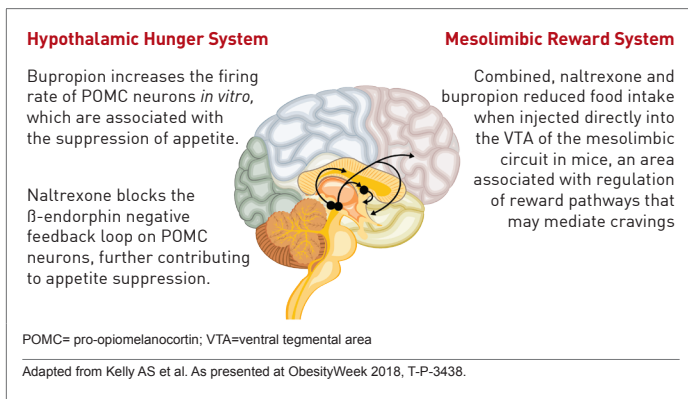 Hypothalamic Hunger System
Bupropion increases the firing
rate of POMC neurons in vitro,
which are associated with
the suppression of appetite.
Naltrexone blocks the
ß-endorphin negative
feedback loop on POMC
neurons, further contributing
to appetite suppression.
Mesolimibic Reward System
Combined, naltrexone and
bupropion reduced food intake
when injected directly into
the VTA of the mesolimbic
circuit in mice, an area
associated with regulation
of reward pathways that
may mediate cravings
POMC= pro-opiomelanocortin; VTA=ventral tegmental area
Adapted from Kelly AS et al. As presented at ObesityWeek 2018, T-P-3438.